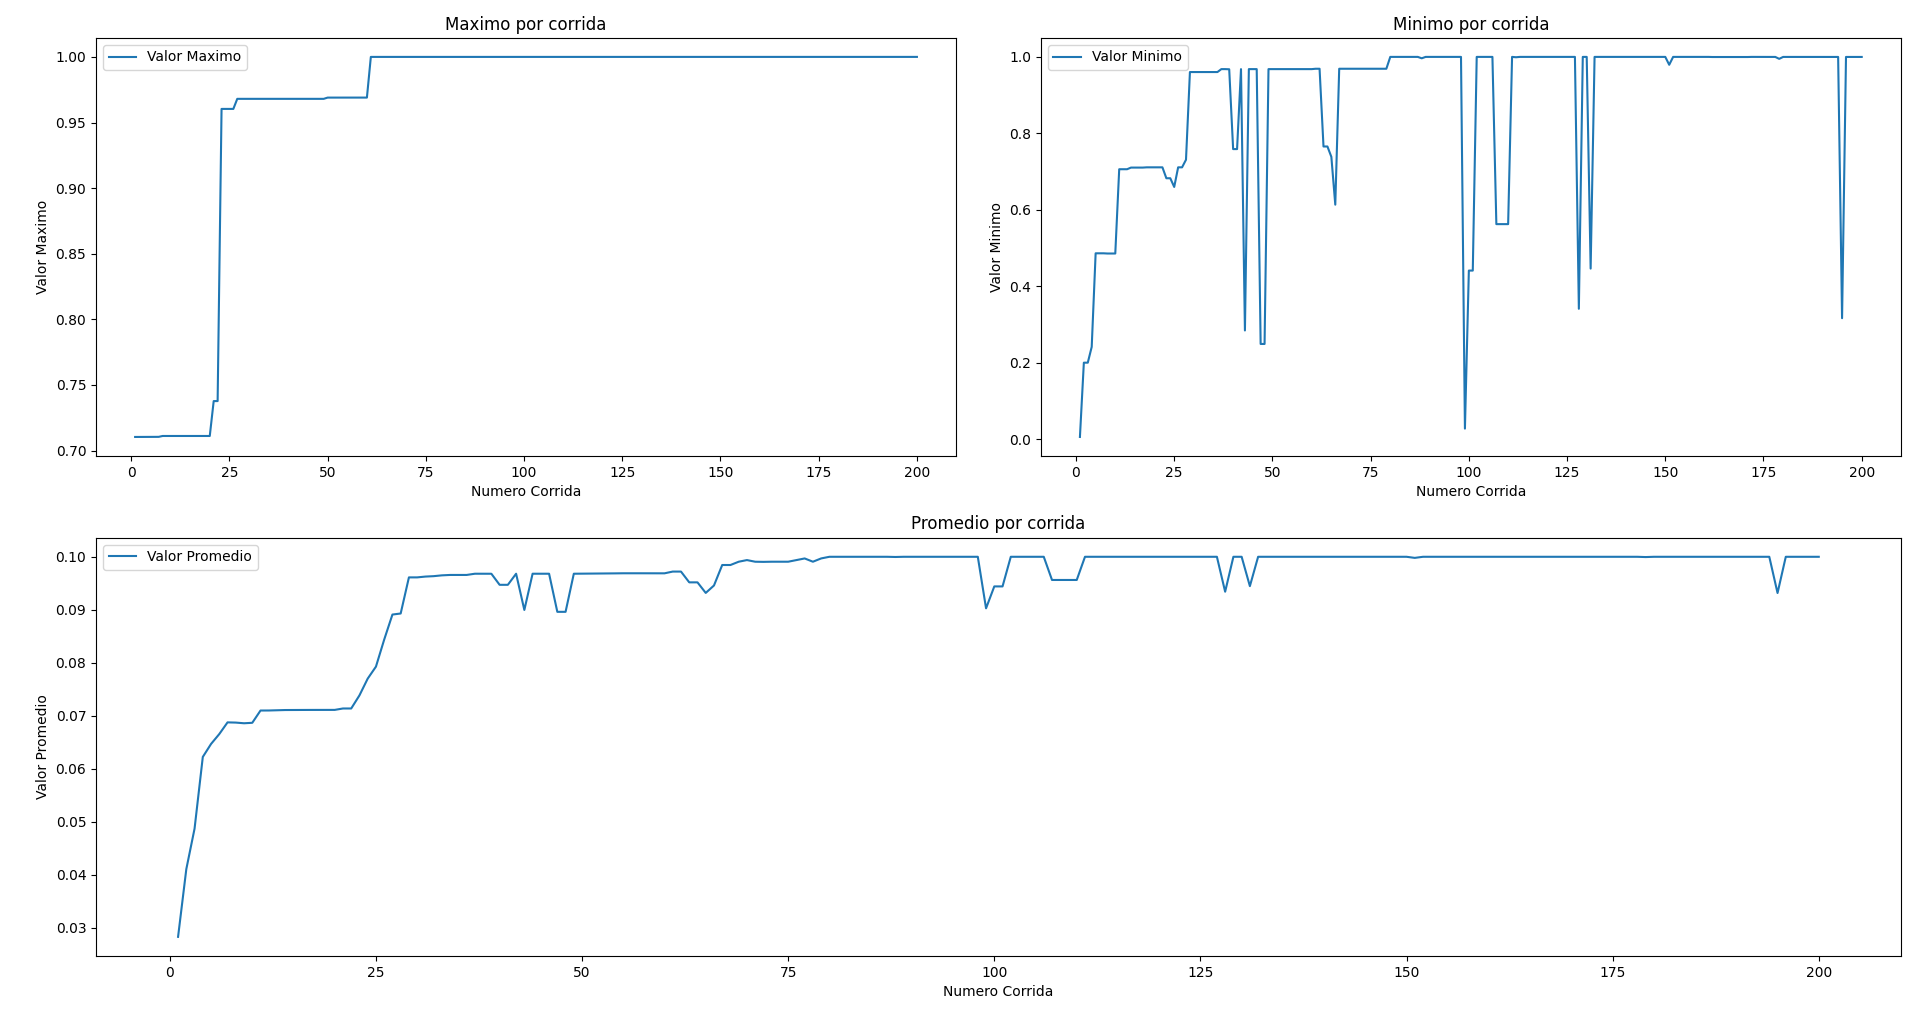 Maximo por corrida
Valor Maximo
1.00
0.95
0.90
0.85
0.80
0.75
0.70
Valor Maximo
0 25 50 75 100 125 150 175 200
Numero Corrida
Minimo por corrida
Valor Minimo
1.0
0.8
0.6
0.4
0.2
0.0
Valor Minimo
0 25 50 75 100 125 150 175 200
Numero Corrida
Promedio por corrida
Valor Promedio
0.10
0.09
0.08
0.07
0.06
0.05
0.04
0.03
Valor Promedio
0 25 50 75 100 125 150 175 200
Numero Corrida